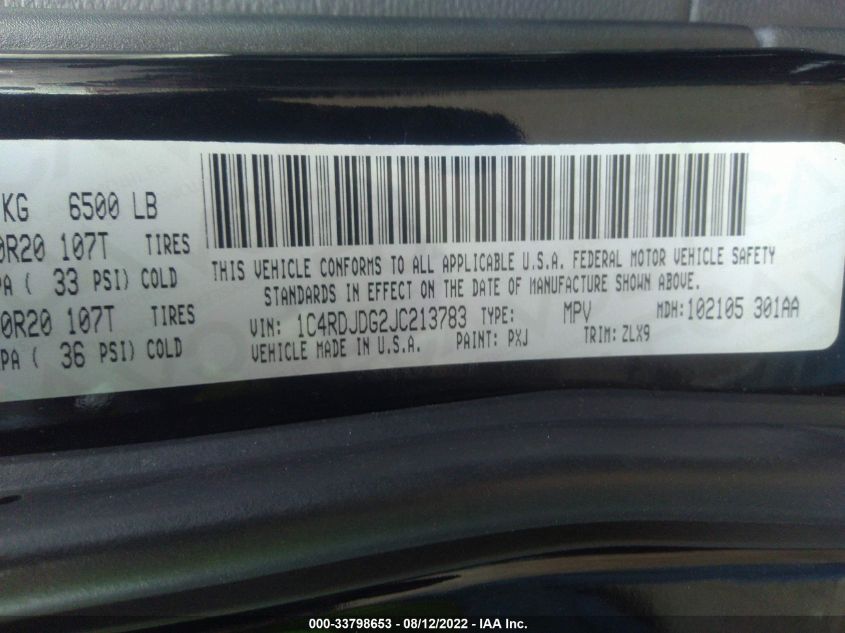 KG 6500 LB
0R20 107T TIRES
PA ( 33 PSI) COLD
0R20 107T TIRES
PA ( 36 PSI) COLD
THIS VEHICLE CONFORMS TO ALL APPLICABLE U.S.A. FEDERAL MOTOR VEHICLE SAFETY
STANDARDS IN EFFECT ON THE DATE OF MANUFACTURE SHOWN ABOVE.
VIN: 1C4RDJDG2JC213783 TYPE: MPV MDH:102105 301AA
VEHICLE MADE IN U.S.A. PAINT: PXJ TRIM: ZLX9
000-33798653 - 08/12/2022 - IAA Inc.